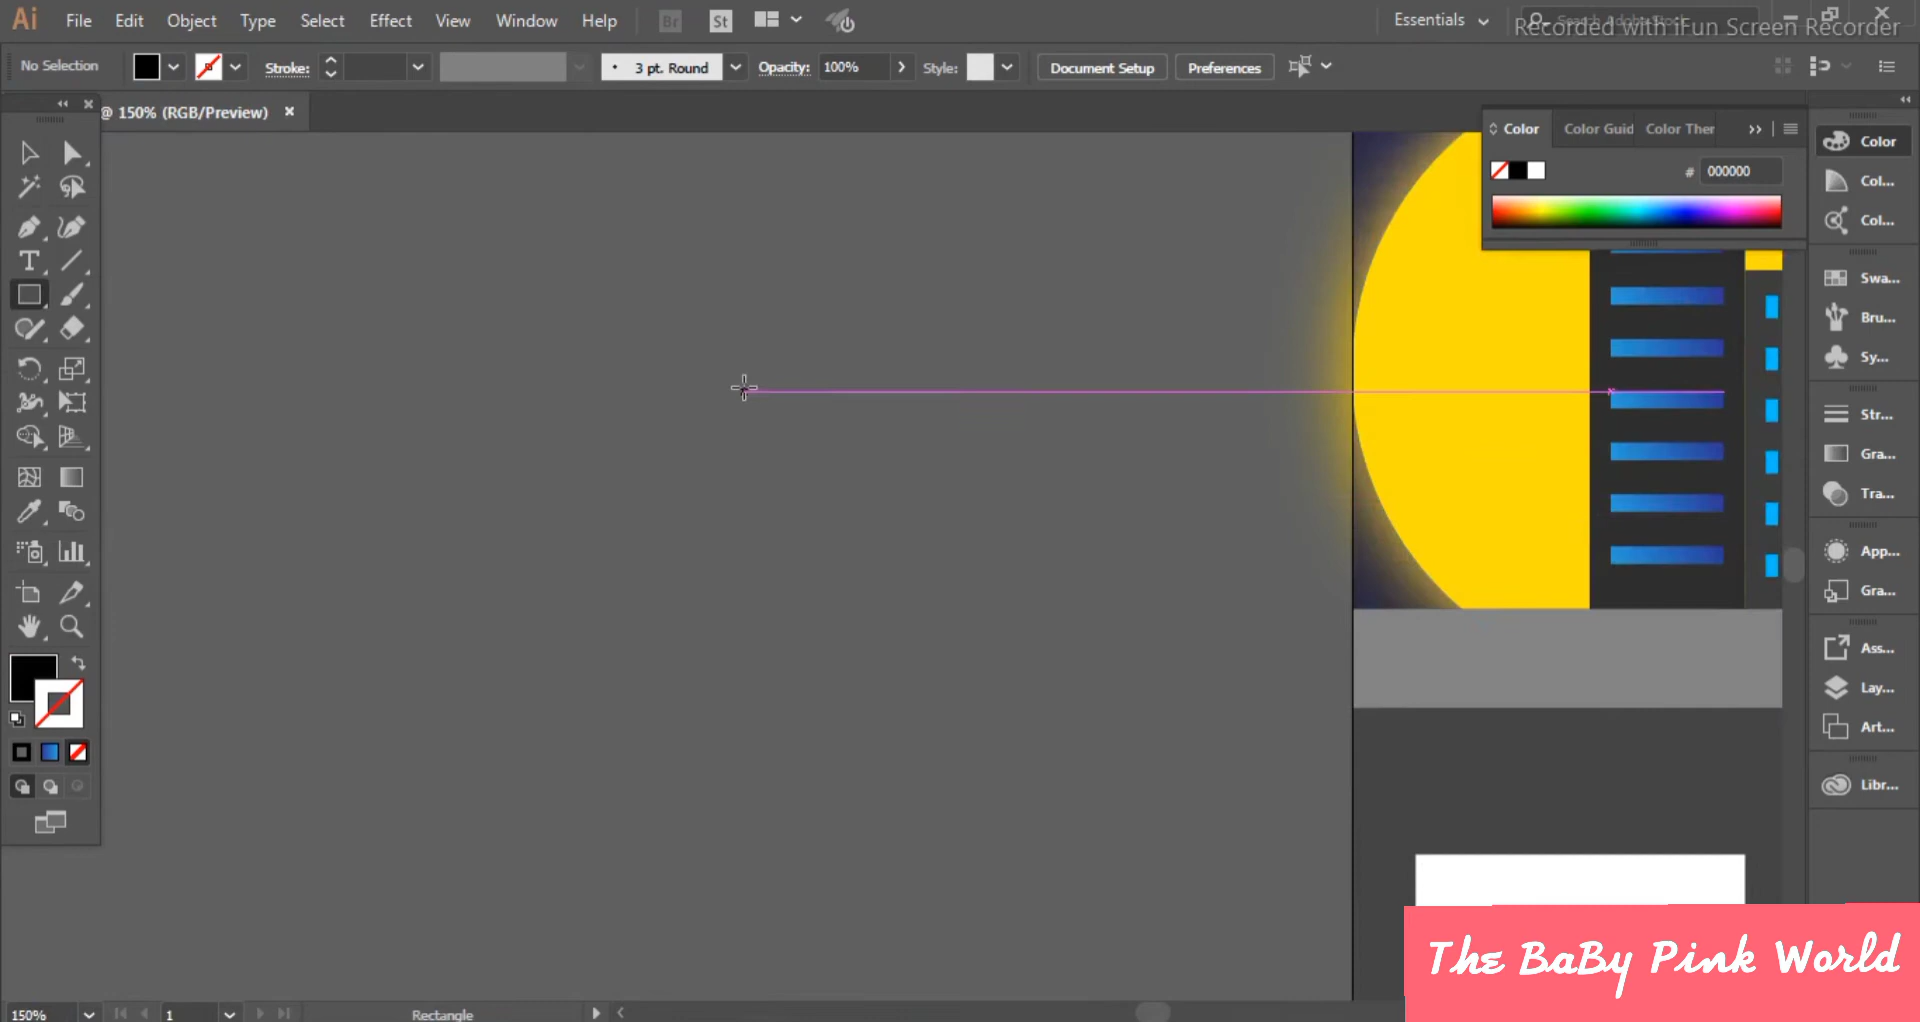 Ai File Edit Object Type Select Effect View Window Help Br St Essentials
Recorded with iFun Screen Recorder
No Selection Stroke: 3 pt. Round Opacity: 100% Style: Document Setup Preferences
@ 150% (RGB/Preview)
Color Color Guid Color Ther
# 000000
Color
Col...
Col...
Swa...
Bru...
Sy...
Str...
Gra...
Tra...
App...
Gra...
Ass...
Lay...
Art...
Libr...
The BaBy Pink World
150% 1 Rectangle